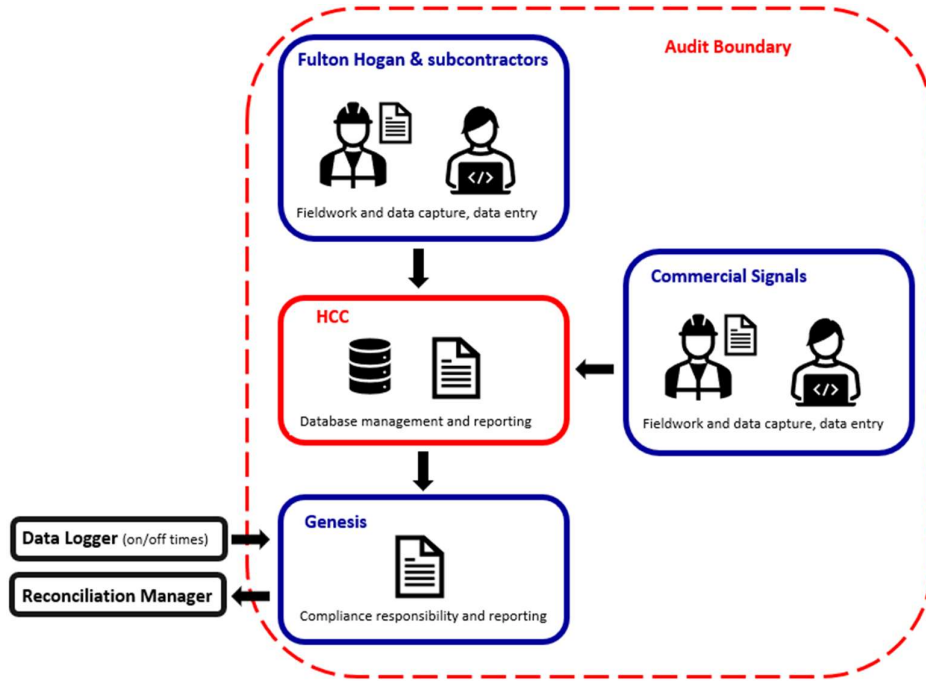 Audit Boundary
Fulton Hogan & subcontractors
</>
Fieldwork and data capture, data entry
Commercial Signals
</>
Fieldwork and data capture, data entry
HCC
Database management and reporting
Genesis
Compliance responsibility and reporting
Data Logger (on/off times)
Reconciliation Manager